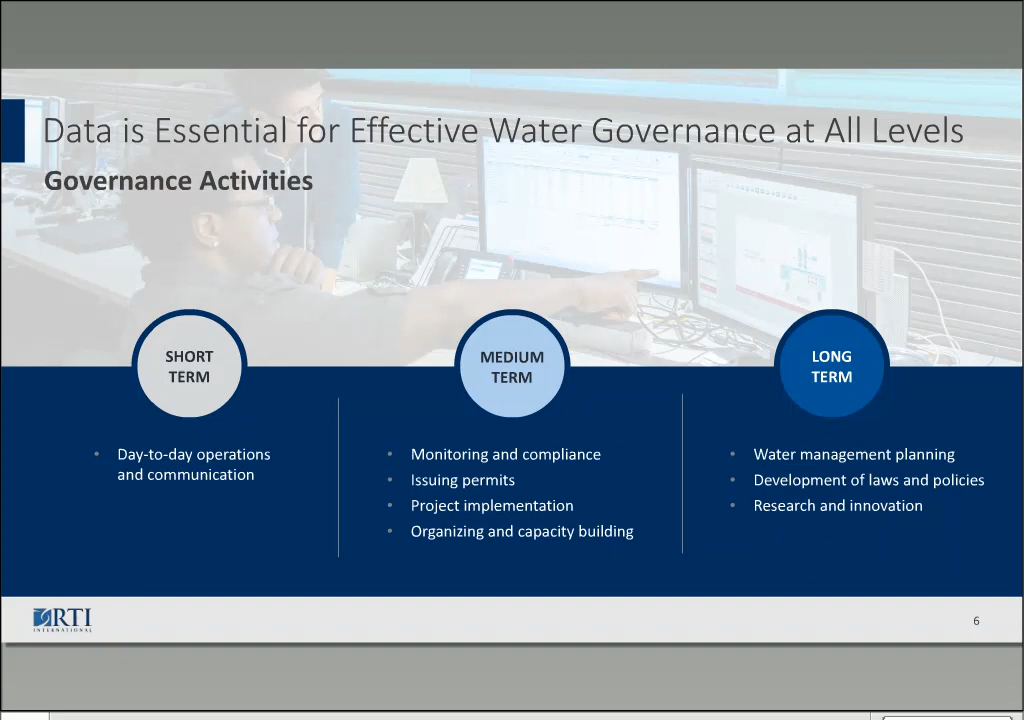 Data is Essential for Effective Water Governance at All Levels
Governance Activities
SHORT
TERM
MEDIUM
TERM
LONG
TERM
• Day-to-day operations
and communication
• Monitoring and compliance
• Issuing permits
• Project implementation
• Organizing and capacity building
• Water management planning
• Development of laws and policies
• Research and innovation
RTI
INTERNATIONAL
6